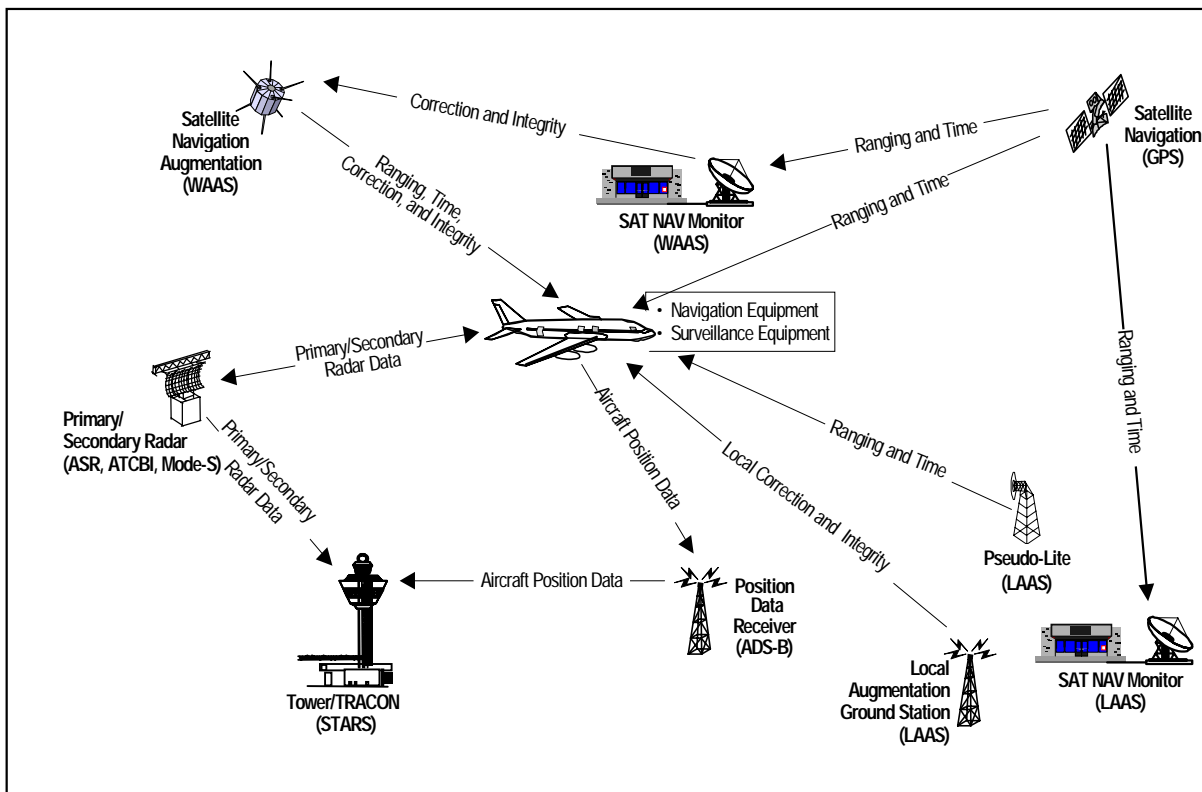 Satellite
Navigation
Augmentation
(WAAS)
Correction and Integrity
Ranging and Time
Satellite
Navigation
(GPS)
SAT NAV Monitor
(WAAS)
Ranging, Time,
Correction, and Integrity
Ranging and Time
• Navigation Equipment
• Surveillance Equipment
Primary/Secondary
Radar Data
Ranging and Time
Primary/
Secondary Radar
(ASR, ATCBI, Mode-S)
Primary/Secondary
Radar Data
Aircraft Position Data
Local Correction and Integrity
Ranging and Time
Pseudo-Lite
(LAAS)
Aircraft Position Data
Position
Data
Receiver
(ADS-B)
Tower/TRACON
(STARS)
Local
Augmentation
Ground Station
(LAAS)
SAT NAV Monitor
(LAAS)